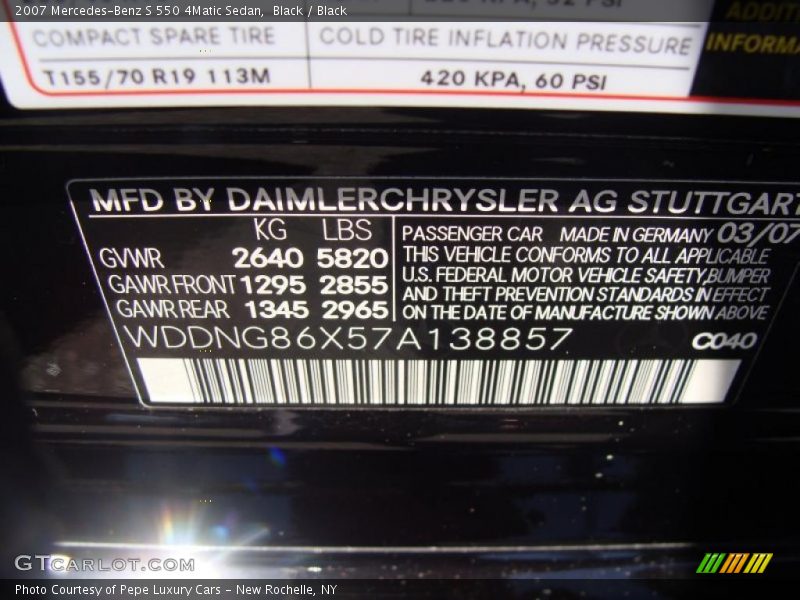 2007 Mercedes-Benz S 550 4Matic Sedan, Black / Black
COMPACT SPARE TIRE COLD TIRE INFLATION PRESSURE
T155/70 R19 113M 420 KPA, 60 PSI
MFD BY DAIMLERCHRYSLER AG STUTTGART
KG LBS
GVWR 2640 5820
GAWR FRONT 1295 2855
GAWR REAR 1345 2965
PASSENGER CAR MADE IN GERMANY 03/07
THIS VEHICLE CONFORMS TO ALL APPLICABLE
U.S. FEDERAL MOTOR VEHICLE SAFETY, BUMPER
AND THEFT PREVENTION STANDARDS IN EFFECT
ON THE DATE OF MANUFACTURE SHOWN ABOVE
WDDNG86X57A138857 C040
GTCARLOT.COM
Photo Courtesy of Pepe Luxury Cars - New Rochelle, NY